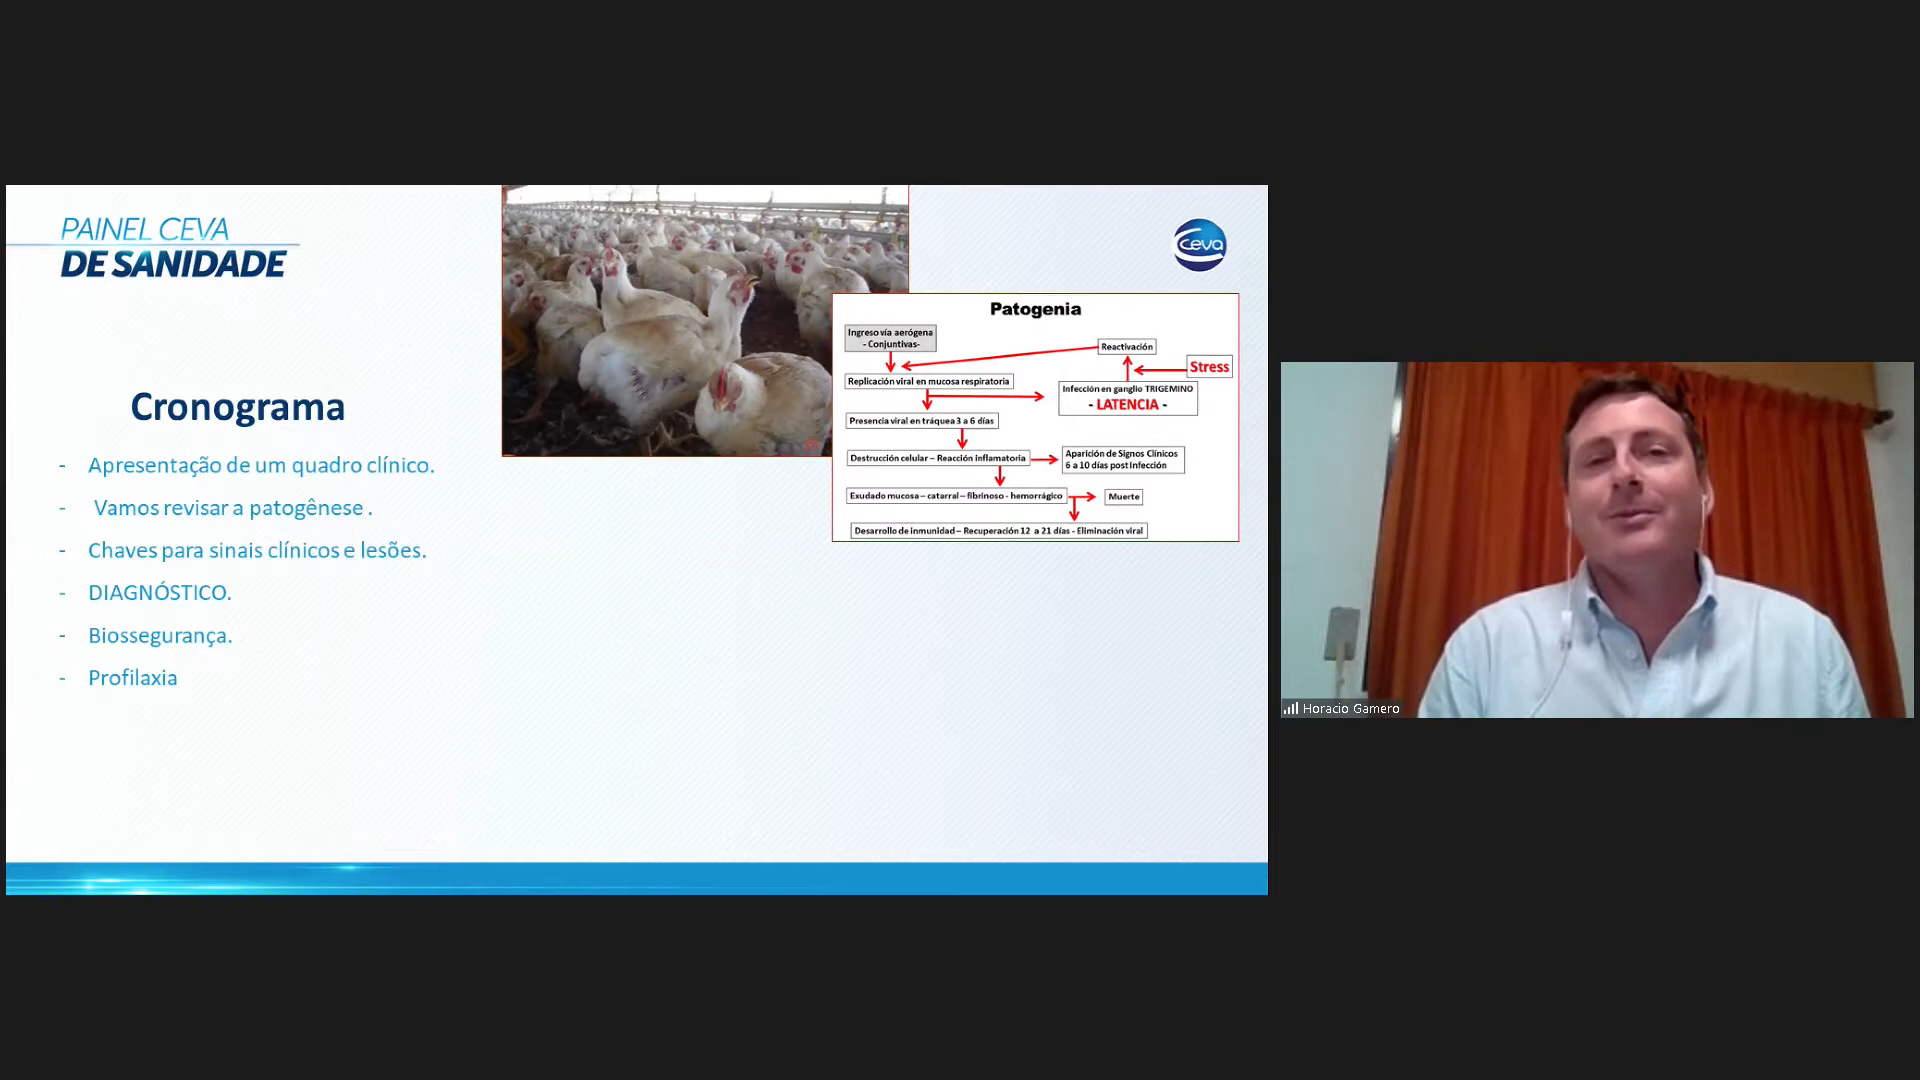 PAINEL CEVA
DE SANIDADE
ceva
Cronograma
- Apresentação de um quadro clínico.
- Vamos revisar a patogênese .
- Chaves para sinais clínicos e lesões.
- DIAGNÓSTICO.
- Biossegurança.
- Profilaxia
Patogenia
Ingreso vía aerógena
- Conjuntivas-
Reactivación
Stress
Replicación viral en mucosa respiratoria
Infección en ganglio TRIGEMINO
- LATENCIA -
Presencia viral en tráquea 3 a 6 días
Destrucción celular – Reacción inflamatoria
Aparición de Signos Clínicos
6 a 10 días post Infección
Exudado mucosa – catarral – fibrinoso - hemorrágico
Muerte
Desarrollo de inmunidad – Recuperación 12 a 21 días - Eliminación viral
Horacio Gamero